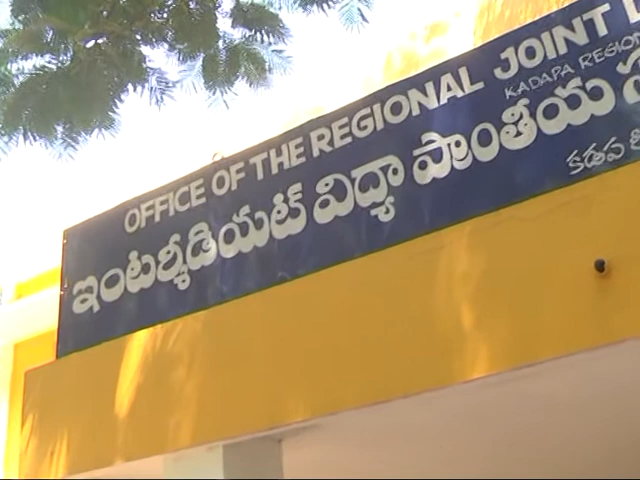 OFFICE OF THE REGIONAL JOINT
KADAPA REGION
ఇంటర్మీడియట్ విద్యా ప్రాంతీయ
కడప